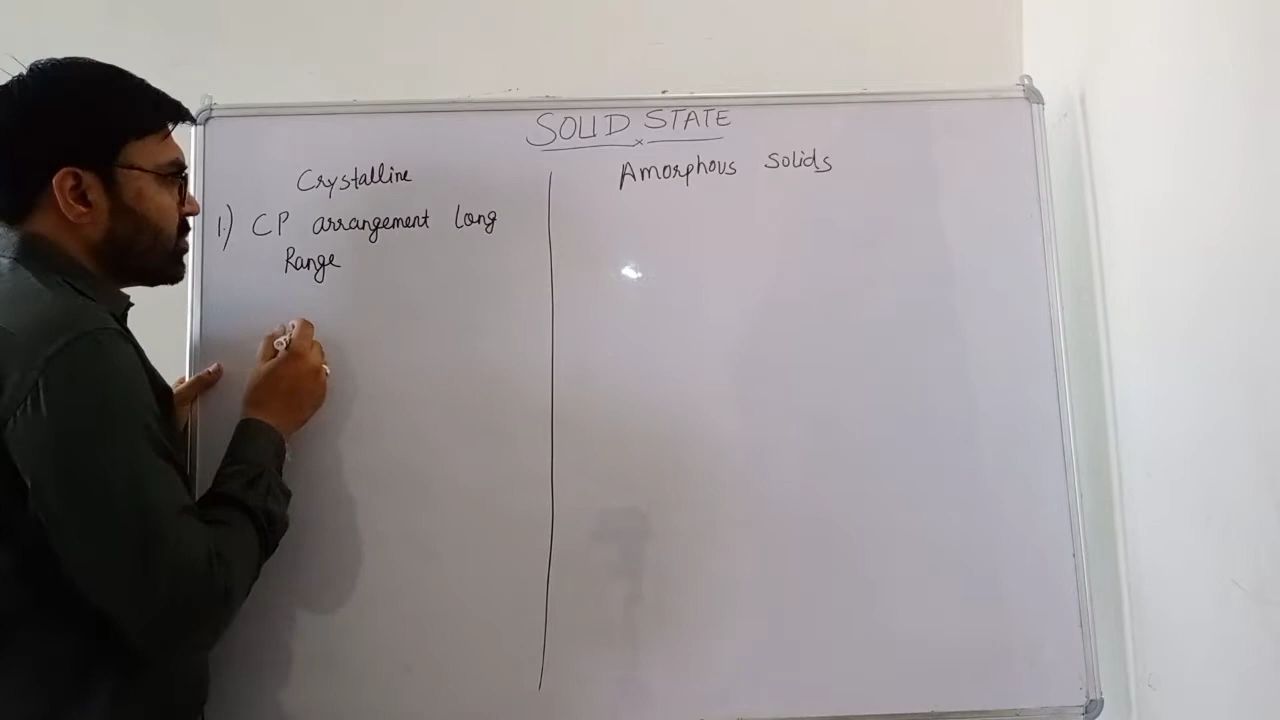 SOLID STATE
Crystalline
1.) CP arrangement long
Range
Amorphous Solids